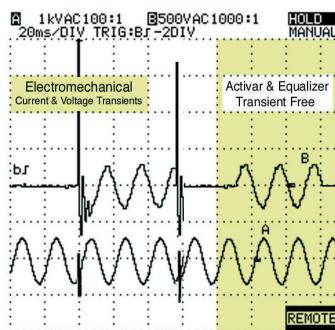 A 1kVAC100:1 B500VAC1000:1 HOLD
20ms/DIV TRIG:B∫-2DIV MANUAL
Electromechanical
Current & Voltage Transients
Activar & Equalizer
Transient Free
b∫
B
A
REMOTE